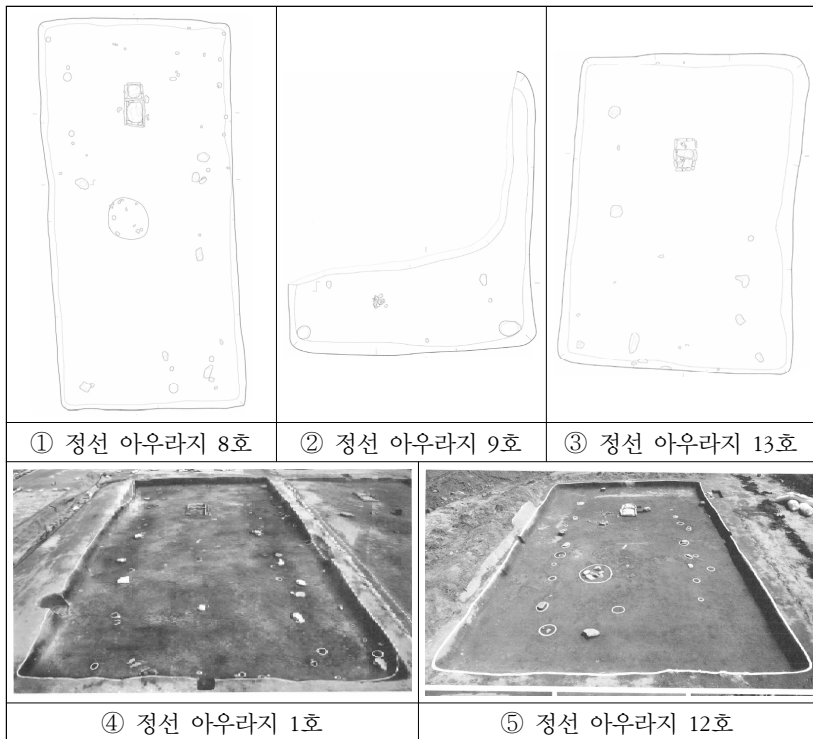 ① 정선 아우라지 8호
② 정선 아우라지 9호
③ 정선 아우라지 13호
④ 정선 아우라지 1호
⑤ 정선 아우라지 12호